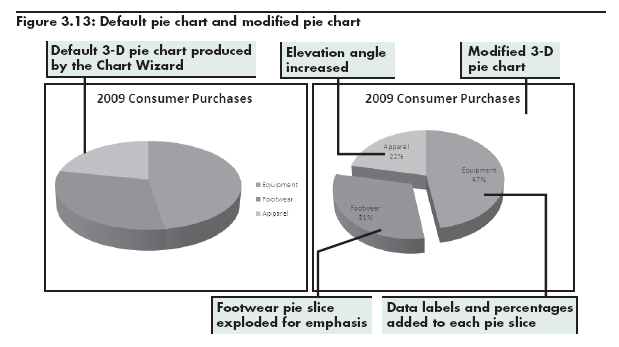 Figure 3.13: Default pie chart and modified pie chart
Default 3-D pie chart produced
by the Chart Wizard
Elevation angle
increased
Modified 3-D
pie chart
2009 Consumer Purchases
Equipment
Footwear
Apparel
2009 Consumer Purchases
Apparel
22%
Equipment
47%
Footwear
31%
Footwear pie slice
exploded for emphasis
Data labels and percentages
added to each pie slice